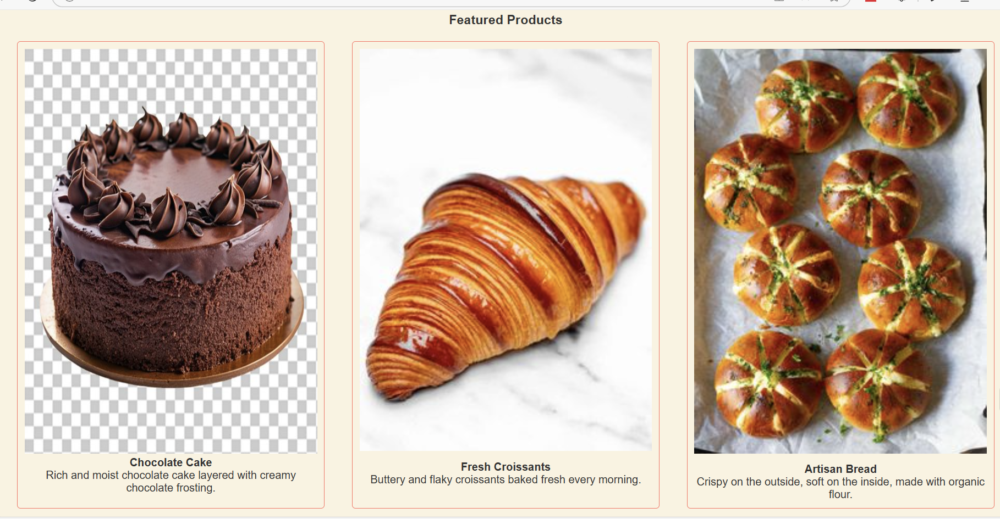 Featured Products
Chocolate Cake
Rich and moist chocolate cake layered with creamy
chocolate frosting.
Fresh Croissants
Buttery and flaky croissants baked fresh every morning.
Artisan Bread
Crispy on the outside, soft on the inside, made with organic
flour.